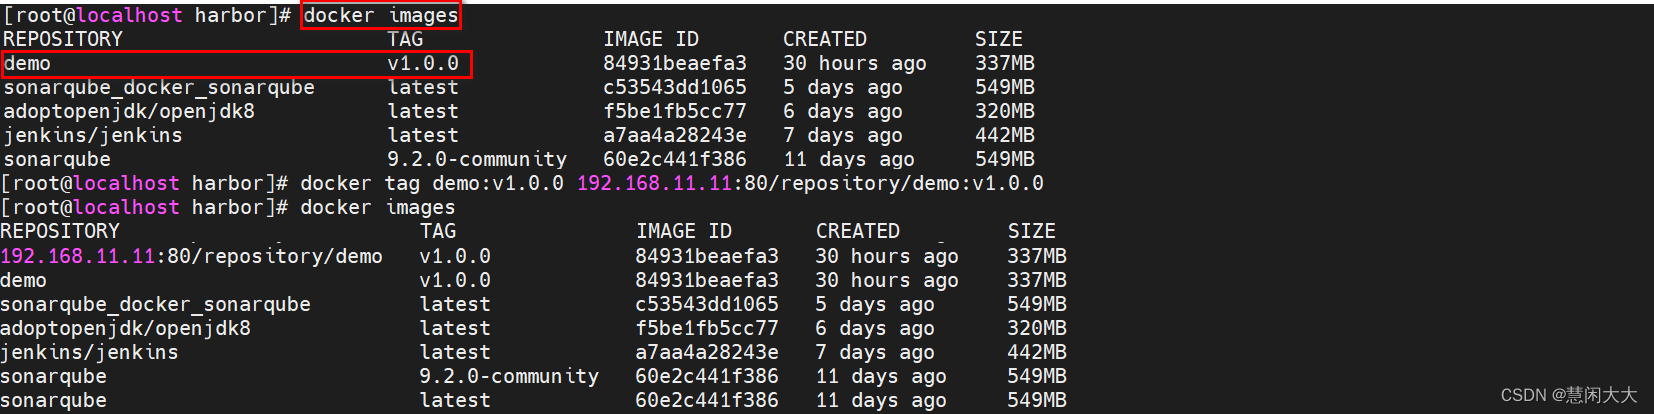 [root@localhost harbor]# docker images
REPOSITORY TAG IMAGE ID CREATED SIZE
demo v1.0.0 84931beaefa3 30 hours ago 337MB
sonarqube_docker_sonarqube latest c53543dd1065 5 days ago 549MB
adoptopenjdk/openjdk8 latest f5be1fb5cc77 6 days ago 320MB
jenkins/jenkins latest a7aa4a28243e 7 days ago 442MB
sonarqube 9.2.0-community 60e2c441f386 11 days ago 549MB
[root@localhost harbor]# docker tag demo:v1.0.0 192.168.11.11:80/repository/demo:v1.0.0
[root@localhost harbor]# docker images
REPOSITORY TAG IMAGE ID CREATED SIZE
192.168.11.11:80/repository/demo v1.0.0 84931beaefa3 30 hours ago 337MB
demo v1.0.0 84931beaefa3 30 hours ago 337MB
sonarqube_docker_sonarqube latest c53543dd1065 5 days ago 549MB
adoptopenjdk/openjdk8 latest f5be1fb5cc77 6 days ago 320MB
jenkins/jenkins latest a7aa4a28243e 7 days ago 442MB
sonarqube 9.2.0-community 60e2c441f386 11 days ago 549MB
sonarqube latest 60e2c441f386 11 days ago 549MB
CSDN @慧闲大大